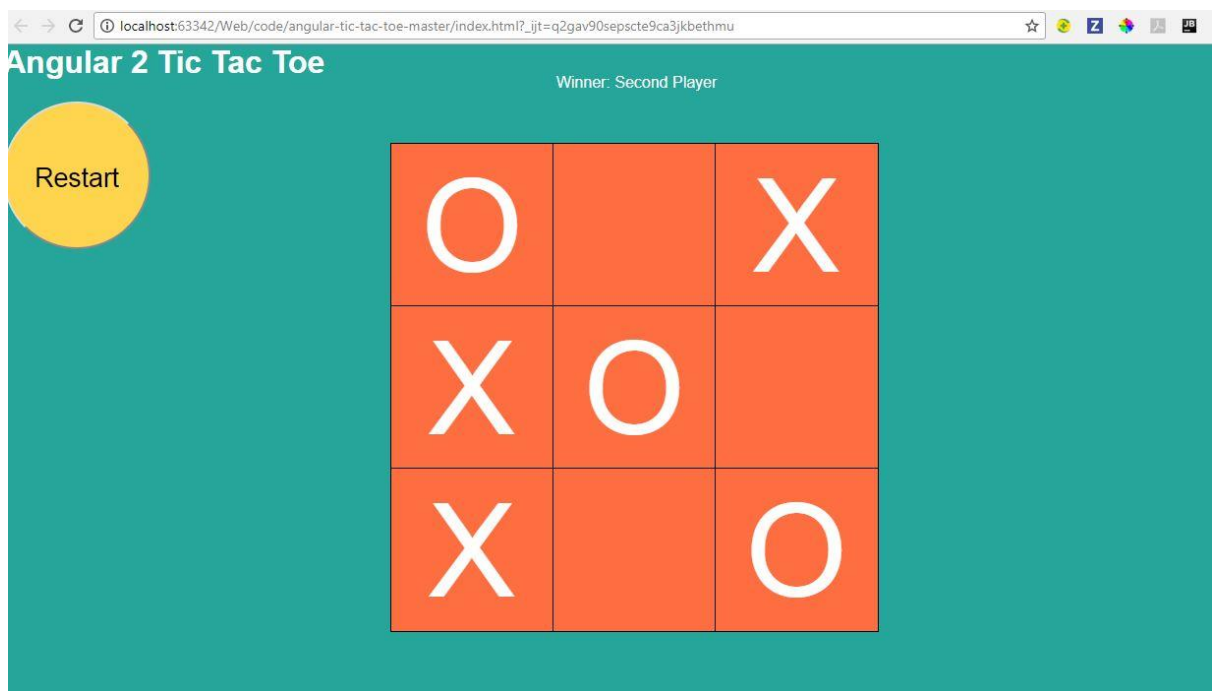 localhost:63342/Web/code/angular-tic-tac-toe-master/index.html?_ijt=q2gav90sepscte9ca3jkbethmu
Z
JB
Angular 2 Tic Tac Toe
Winner: Second Player
Restart
O X
X O
X O